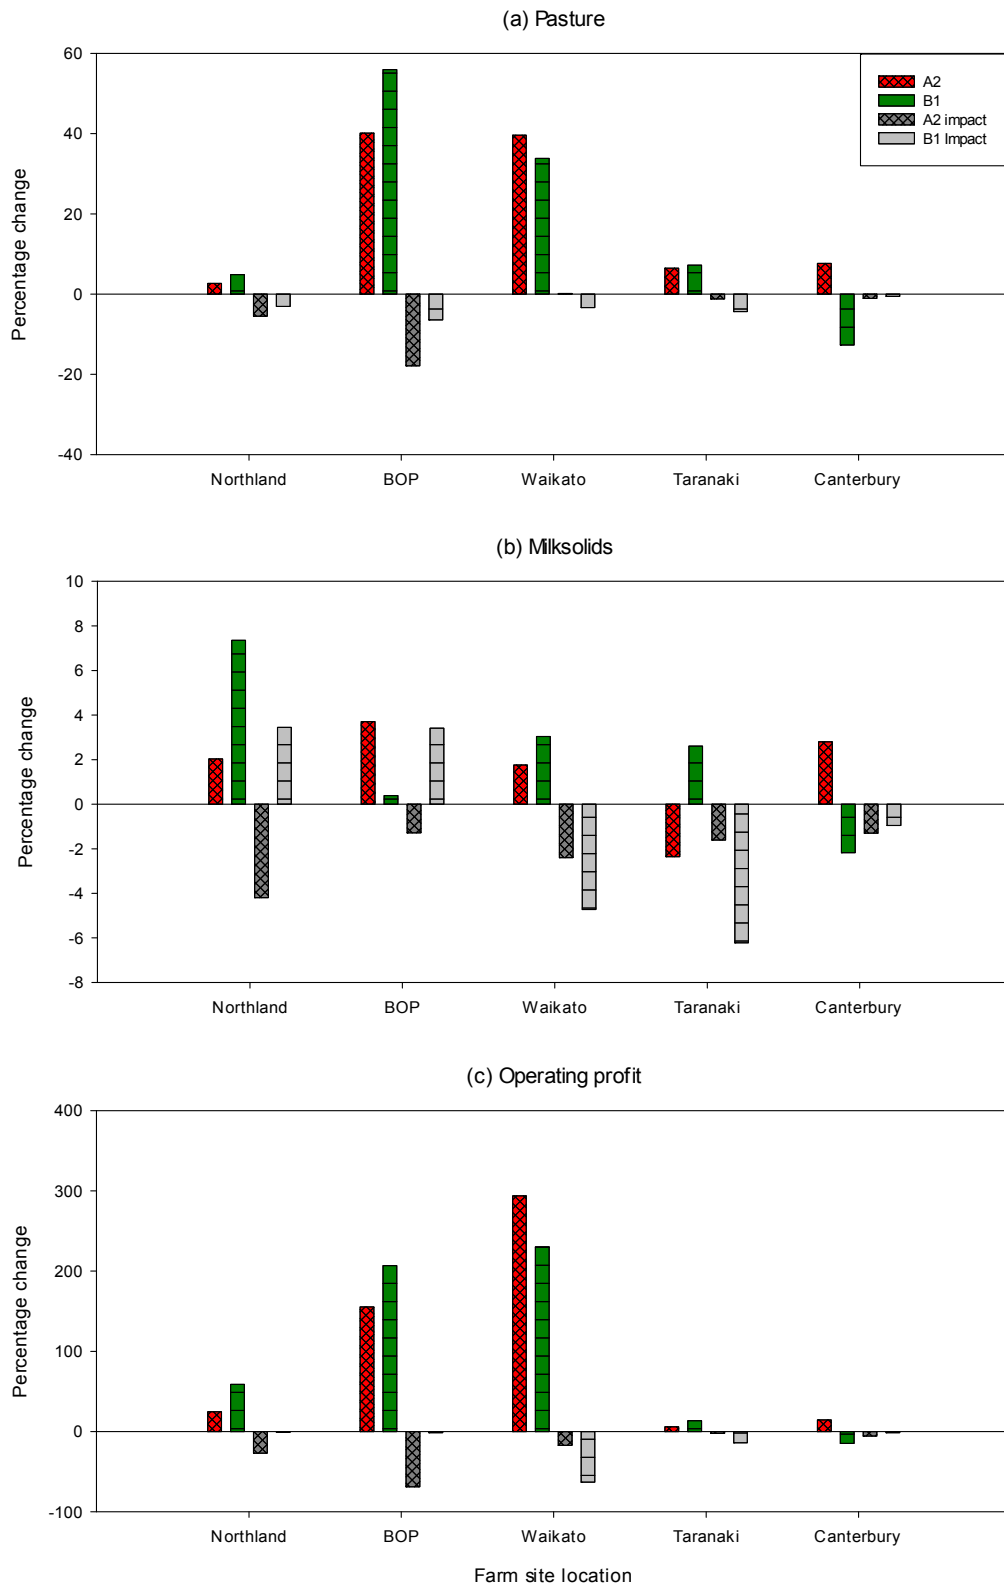 (a) Pasture
60
40
20
0
-20
-40
Percentage change
A2
B1
A2 impact
B1 Impact
Northland BOP Waikato Taranaki Canterbury
(b) Milksolids
10
8
6
4
2
0
-2
-4
-6
-8
Percentage change
Northland BOP Waikato Taranaki Canterbury
(c) Operating profit
400
300
200
100
0
-100
Percentage change
Northland BOP Waikato Taranaki Canterbury
Farm site location